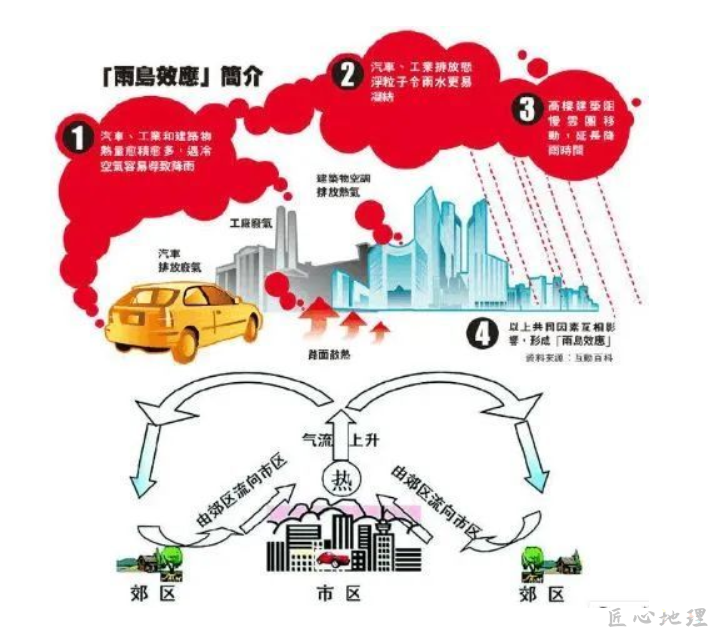 「雨島效應」簡介
1
汽車、工業和建築物
熱量愈積愈多，遇冷
空氣容易導致降雨
2
汽車、工業排放懸
浮粒子令雨水更易
凝結
3
高樓建築阻
慢雲團移
動，延長降
雨時間
建築物空調
排放熱氣
工廠廢氣
汽車
排放廢氣
路面散熱
4
以上共同因素互相影
響，形成「雨島效應」
資料來源：互動百科
气流上升
热
由郊区流向市区
由郊区流向市区
郊区
市区
郊区
匠心地理